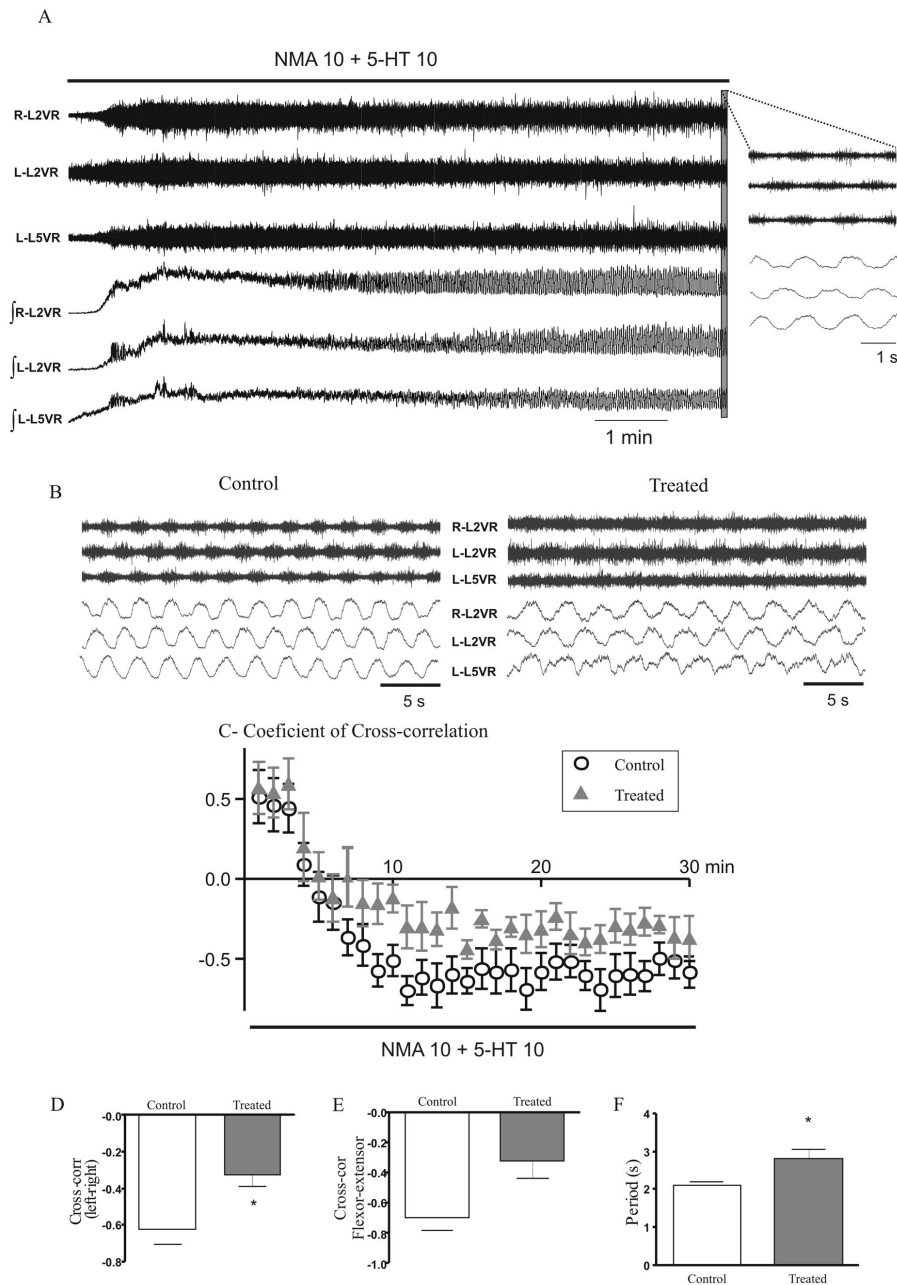 A
NMA 10 + 5-HT 10
R-L2VR
L-L2VR
L-L5VR
∫R-L2VR
∫L-L2VR
∫L-L5VR
1 min
1 s
B
Control
Treated
R-L2VR
L-L2VR
L-L5VR
R-L2VR
L-L2VR
L-L5VR
5 s
5 s
C- Coeficient of Cross-correlation
Control
Treated
0.5
0.0
-0.5
10
20
30 min
NMA 10 + 5-HT 10
D
Control
Treated
-0.0
-0.2
-0.4
-0.6
-0.8
Cross-corr
(left-right)
*
E
Control
Treated
-0.0
-0.2
-0.4
-0.6
-0.8
-1.0
Cross-cor
Flexor-extensor
F
4
3
2
1
0
Period (s)
*
Control
Treated